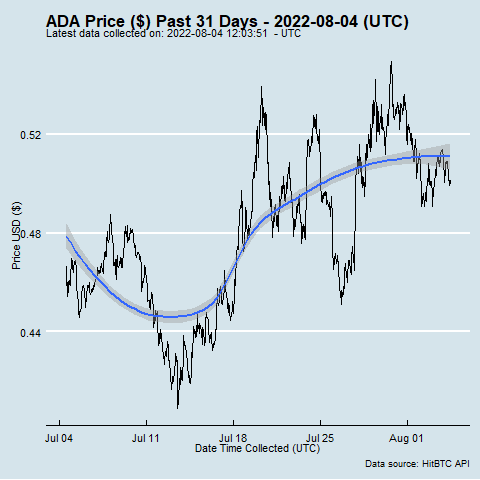 ADA Price ($) Past 31 Days - 2022-08-04 (UTC)
Latest data collected on: 2022-08-04 12:03:51  - UTC
0.52
0.48
0.44
Price USD ($)
Jul 04
Jul 11
Jul 18
Jul 25
Aug 01
Date Time Collected (UTC)
Data source: HitBTC API